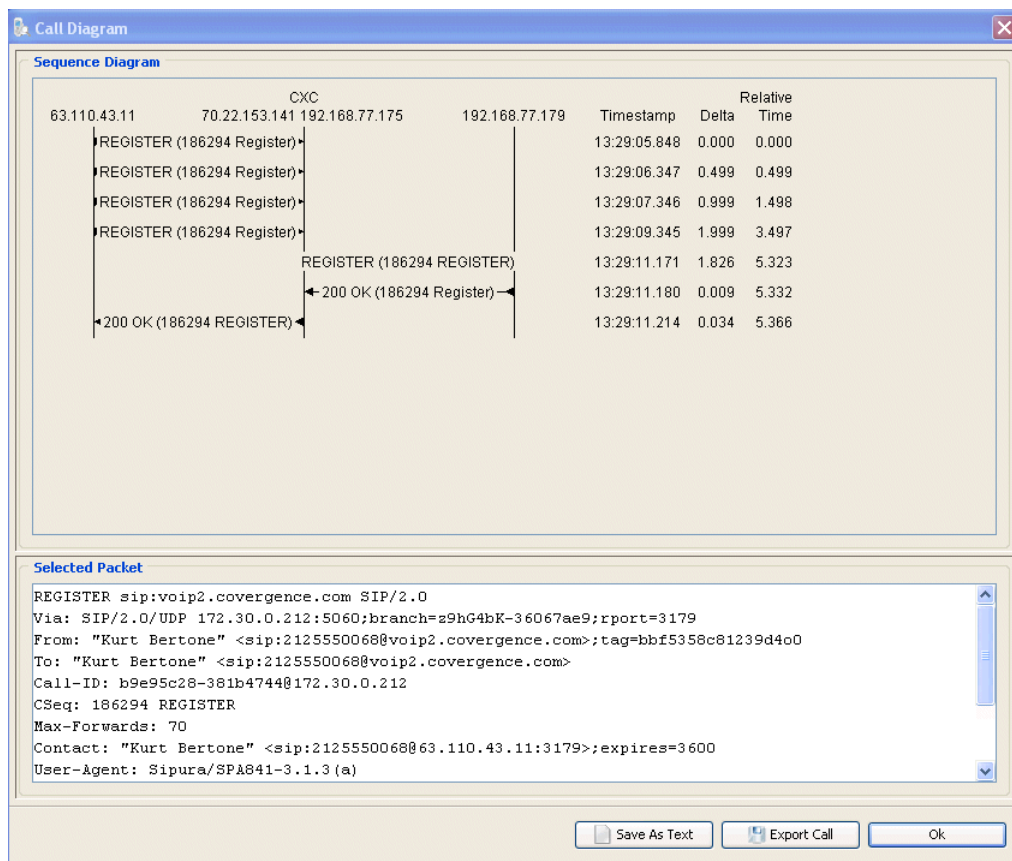 Call Diagram
Sequence Diagram
CXC
Relative
63.110.43.11 70.22.153.141 192.168.77.175 192.168.77.179 Timestamp Delta Time
REGISTER (186294 Register) 13:29:05.848 0.000 0.000
REGISTER (186294 Register) 13:29:06.347 0.499 0.499
REGISTER (186294 Register) 13:29:07.346 0.999 1.498
REGISTER (186294 Register) 13:29:09.345 1.999 3.497
REGISTER (186294 REGISTER) 13:29:11.171 1.826 5.323
200 OK (186294 Register) 13:29:11.180 0.009 5.332
200 OK (186294 REGISTER) 13:29:11.214 0.034 5.366
Selected Packet
REGISTER sip:voip2.covergence.com SIP/2.0
Via: SIP/2.0/UDP 172.30.0.212:5060;branch=z9hG4bK-36067ae9;rport=3179
From: "Kurt Bertone" <sip:2125550068@voip2.covergence.com>;tag=bbf5358c81239d4o0
To: "Kurt Bertone" <sip:2125550068@voip2.covergence.com>
Call-ID: b9e95c28-381b4744@172.30.0.212
CSeq: 186294 REGISTER
Max-Forwards: 70
Contact: "Kurt Bertone" <sip:2125550068@63.110.43.11:3179>;expires=3600
User-Agent: Sipura/SPA841-3.1.3(a)
Save As Text
Export Call
Ok